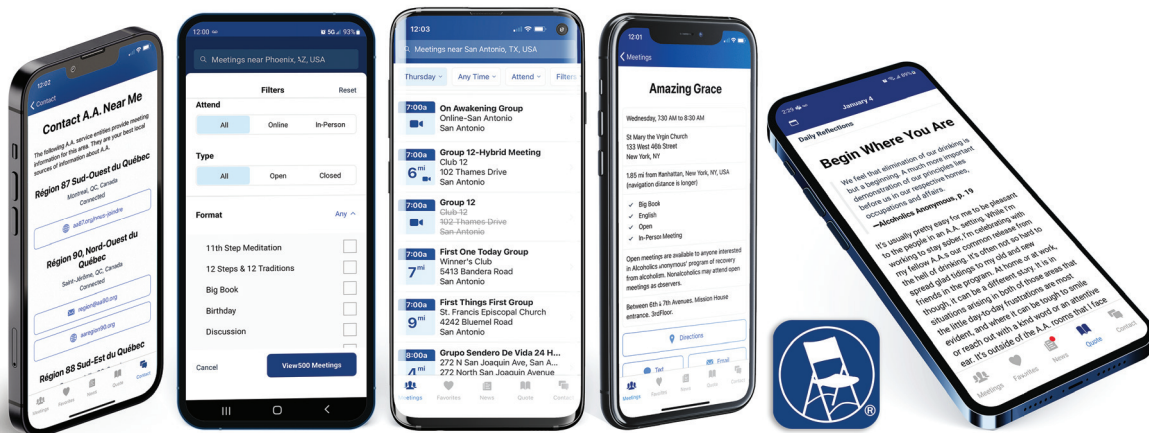 12:02
Contact
Contact A.A. Near Me
The following A.A. service entities provide meeting
information for this area. They are your best local
sources of information about A.A.
Région 87 Sud-Ouest du Québec
Montreal, QC, Canada
Connected
aa87.org/nous-joindre
Région 90, Nord-Ouest du
Québec
Saint-Jérôme, QC, Canada
Connected
region@aa90.org
aaregion90.org
Région 88 Sud-Est du Québec
Meetings
Favorites
News
Quote
Contact
12:00
5G 93%
Meetings near Phoenix, AZ, USA
Filters
Reset
Attend
All
Online
In-Person
Type
All
Open
Closed
Format
Any
11th Step Meditation
12 Steps & 12 Traditions
Big Book
Birthday
Discussion
Cancel
View500 Meetings
12:03
Meetings near San Antonio, TX, USA
Thursday
Any Time
Attend
Filters
7:00a
On Awakening Group
Online-San Antonio
San Antonio
7:00a
6 mi
Group 12-Hybrid Meeting
Club 12
102 Thames Drive
San Antonio
7:00a
Group 12
Club 12
102 Thames Drive
San Antonio
7:00a
7 mi
First One Today Group
Winner's Club
5413 Bandera Road
San Antonio
7:00a
9 mi
First Things First Group
St. Francis Episcopal Church
4242 Bluemel Road
San Antonio
8:00a
4 mi
Grupo Sendero De Vida 24 H...
272 N San Joaquin Ave, San A...
272 North San Joaquin Avenue
Meetings
Favorites
News
Quote
Contact
12:01
Meetings
Amazing Grace
Wednesday, 7:30 AM to 8:30 AM
St Mary the Vrgin Church
133 West 46th Street
New York, NY
1.85 mi from Manhattan, New York, NY, USA
(navigation distance is longer)
✓ Big Book
✓ English
✓ Open
✓ In-Person Meeting
Open meetings are available to anyone interested
in Alcoholics Anonymous' program of recovery
from alcoholism. Nonalcoholics may attend open
meetings as observers.
Between 6th & 7th Avenues. Mission House
entrance. 3rdFloor.
Directions
Text
Email
Meetings
Favorites
News
Quote
Contact
®
2:29
89%
January 4
Daily Reflections
Begin Where You Are
We feel that elimination of our drinking is
but a beginning. A much more important
demonstration of our principles lies
before us in our respective homes,
occupations and affairs.
—Alcoholics Anonymous, p. 19
It's usually pretty easy for me to be pleasant
to the people in an A.A. setting. While I'm
working to stay sober, I'm celebrating with
my fellow A.A.s our common release from
the hell of drinking. It's often not so hard to
spread glad tidings to my old and new
friends in the program. At home or at work,
though, it can be a different story. It is in
situations arising in both of those areas that
the little day-to-day frustrations are most
evident, and where it can be tough to smile
or reach out with a kind word or an attentive
ear. It's outside of the A.A. rooms that I face
Meetings
Favorites
News
Quote
Contact